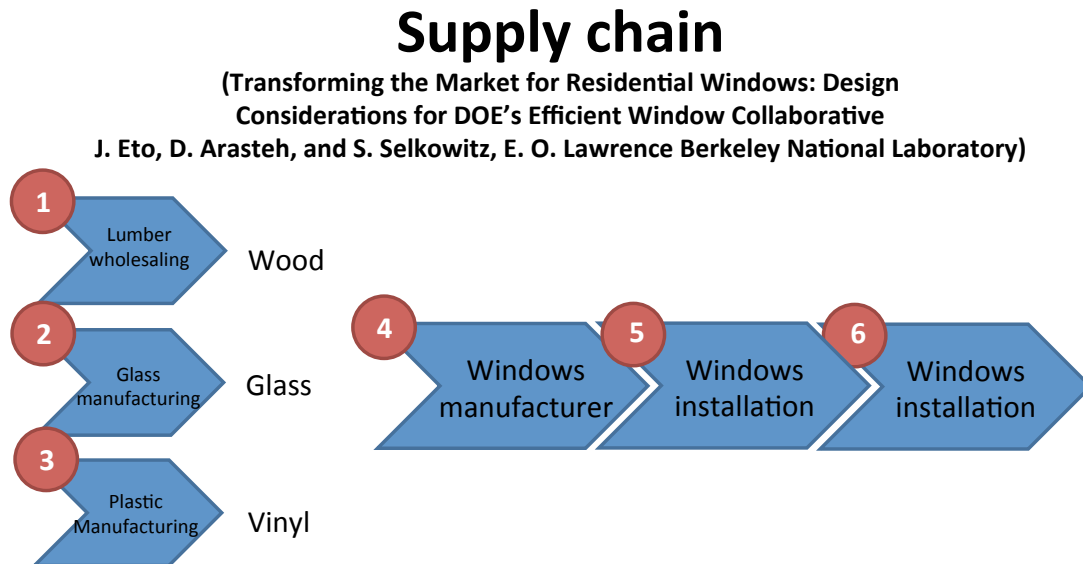 Supply chain
(Transforming the Market for Residential Windows: Design
Considerations for DOE's Efficient Window Collaborative
J. Eto, D. Arasteh, and S. Selkowitz, E. O. Lawrence Berkeley National Laboratory)
1
Lumber
wholesaling
Wood
2
Glass
manufacturing
Glass
3
Plastic
Manufacturing
Vinyl
4
Windows
manufacturer
5
Windows
installation
6
Windows
installation